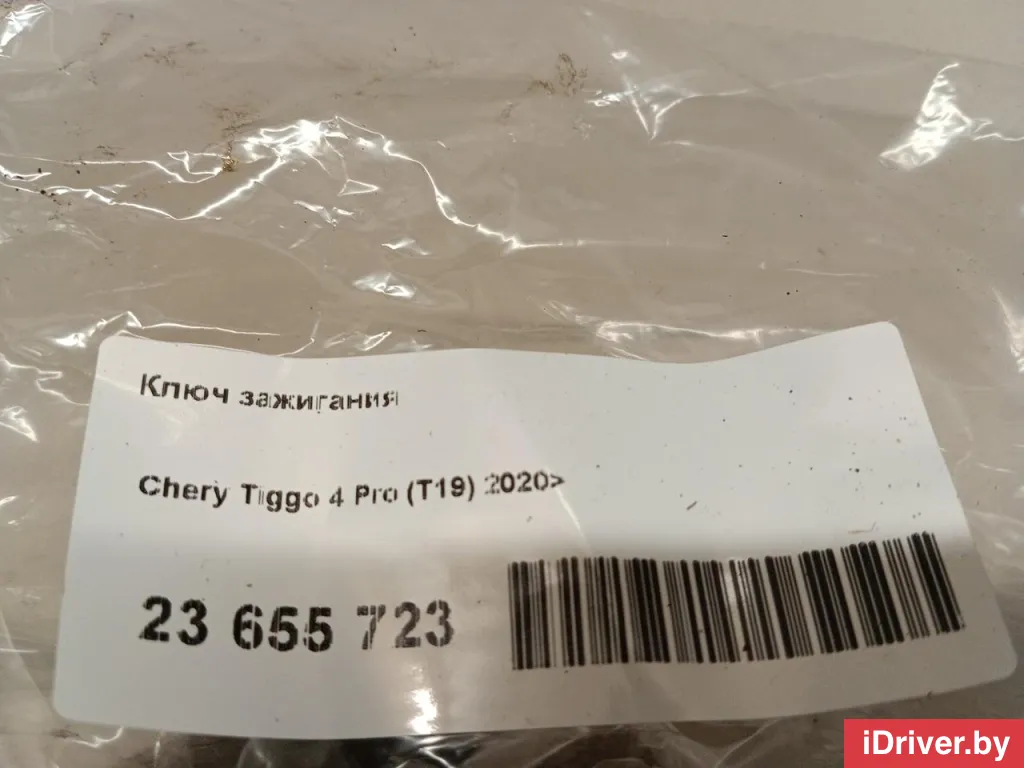 Ключ зажигания
Chery Tiggo 4 Pro (T19) 2020>
23 655 723
iDriver.by